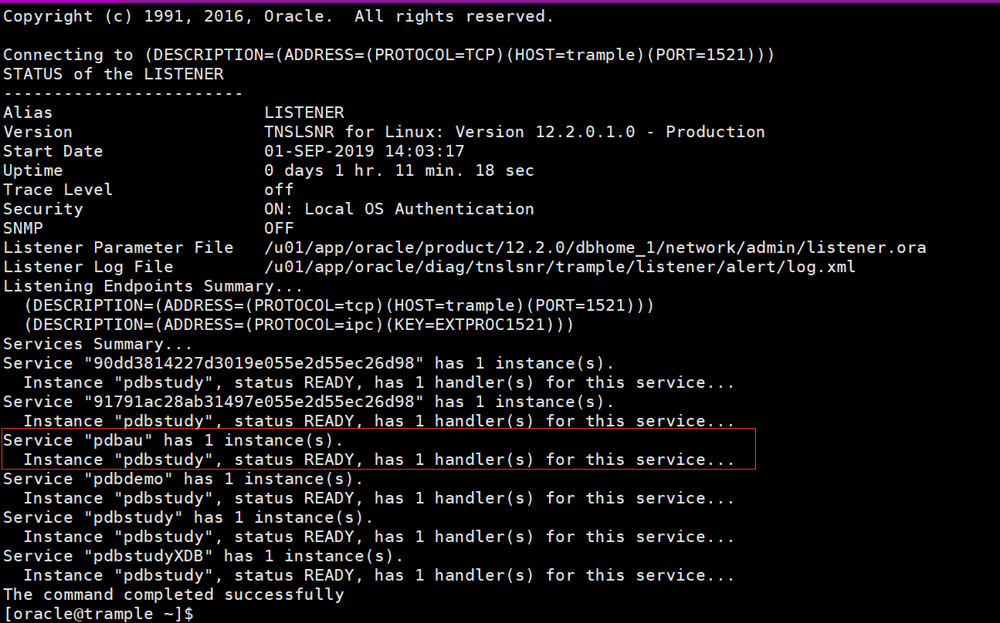 Copyright (c) 1991, 2016, Oracle.  All rights reserved.
Connecting to (DESCRIPTION=(ADDRESS=(PROTOCOL=TCP)(HOST=trample)(PORT=1521)))
STATUS of the LISTENER
------------------------
Alias                     LISTENER
Version                   TNSLSNR for Linux: Version 12.2.0.1.0 - Production
Start Date                01-SEP-2019 14:03:17
Uptime                    0 days 1 hr. 11 min. 18 sec
Trace Level               off
Security                  ON: Local OS Authentication
SNMP                      OFF
Listener Parameter File   /u01/app/oracle/product/12.2.0/dbhome_1/network/admin/listener.ora
Listener Log File         /u01/app/oracle/diag/tnslsnr/trample/listener/alert/log.xml
Listening Endpoints Summary...
  (DESCRIPTION=(ADDRESS=(PROTOCOL=tcp)(HOST=trample)(PORT=1521)))
  (DESCRIPTION=(ADDRESS=(PROTOCOL=ipc)(KEY=EXTPROC1521)))
Services Summary...
Service "90dd3814227d3019e055e2d55ec26d98" has 1 instance(s).
  Instance "pdbstudy", status READY, has 1 handler(s) for this service...
Service "91791ac28ab31497e055e2d55ec26d98" has 1 instance(s).
  Instance "pdbstudy", status READY, has 1 handler(s) for this service...
Service "pdbau" has 1 instance(s).
  Instance "pdbstudy", status READY, has 1 handler(s) for this service...
Service "pdbdemo" has 1 instance(s).
  Instance "pdbstudy", status READY, has 1 handler(s) for this service...
Service "pdbstudy" has 1 instance(s).
  Instance "pdbstudy", status READY, has 1 handler(s) for this service...
Service "pdbstudyXDB" has 1 instance(s).
  Instance "pdbstudy", status READY, has 1 handler(s) for this service...
The command completed successfully
[oracle@trample ~]$